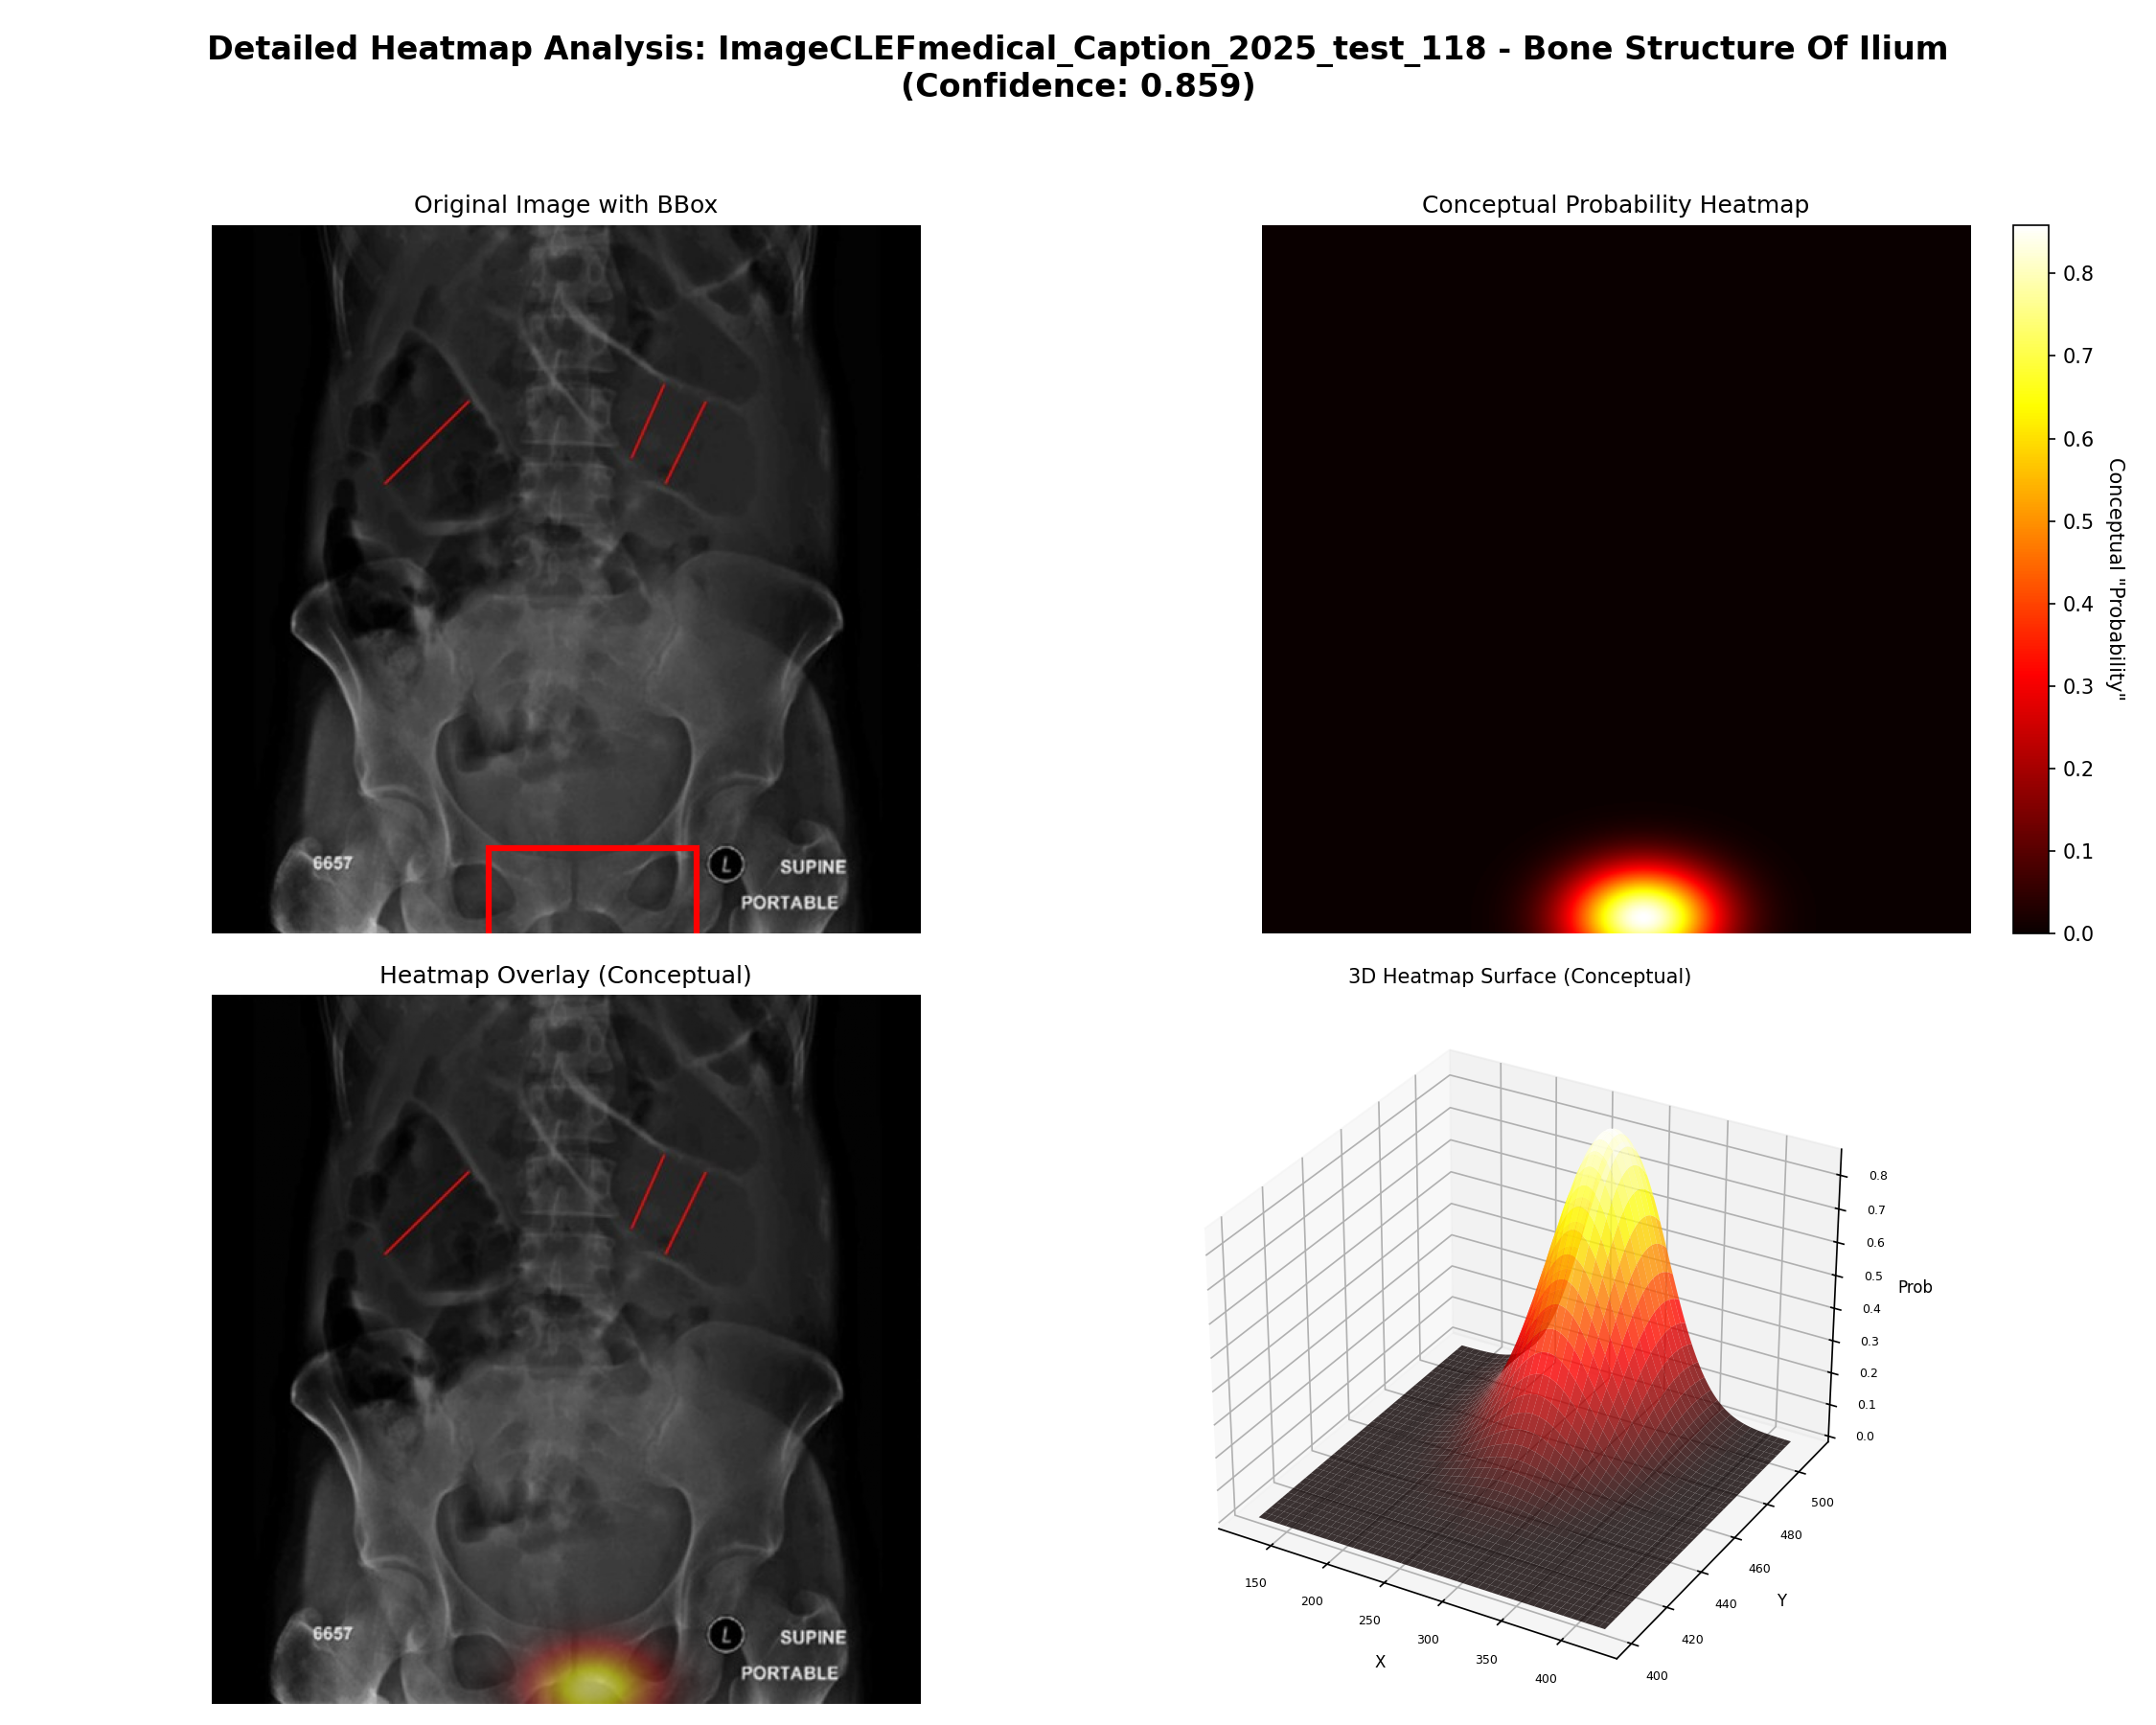 Detailed Heatmap Analysis: ImageCLEFmedical_Caption_2025_test_118 - Bone Structure Of Ilium
(Confidence: 0.859)
Original Image with BBox
6657
L
SUPINE
PORTABLE
Conceptual Probability Heatmap
0.8
0.7
0.6
0.5
0.4
0.3
0.2
0.1
0.0
Conceptual "Probability"
Heatmap Overlay (Conceptual)
6657
L
SUPINE
PORTABLE
3D Heatmap Surface (Conceptual)
0.8
0.7
0.6
0.5
0.4
0.3
0.2
0.1
0.0
Prob
150
200
250
300
350
400
X
400
420
440
460
480
500
Y